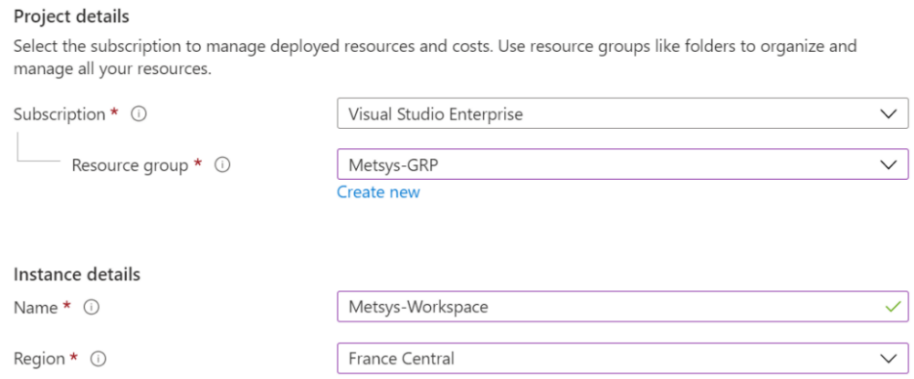 Project details
Select the subscription to manage deployed resources and costs. Use resource groups like folders to organize and
manage all your resources.
Subscription *
Visual Studio Enterprise
Resource group *
Metsys-GRP
Create new
Instance details
Name *
Metsys-Workspace
Region *
France Central